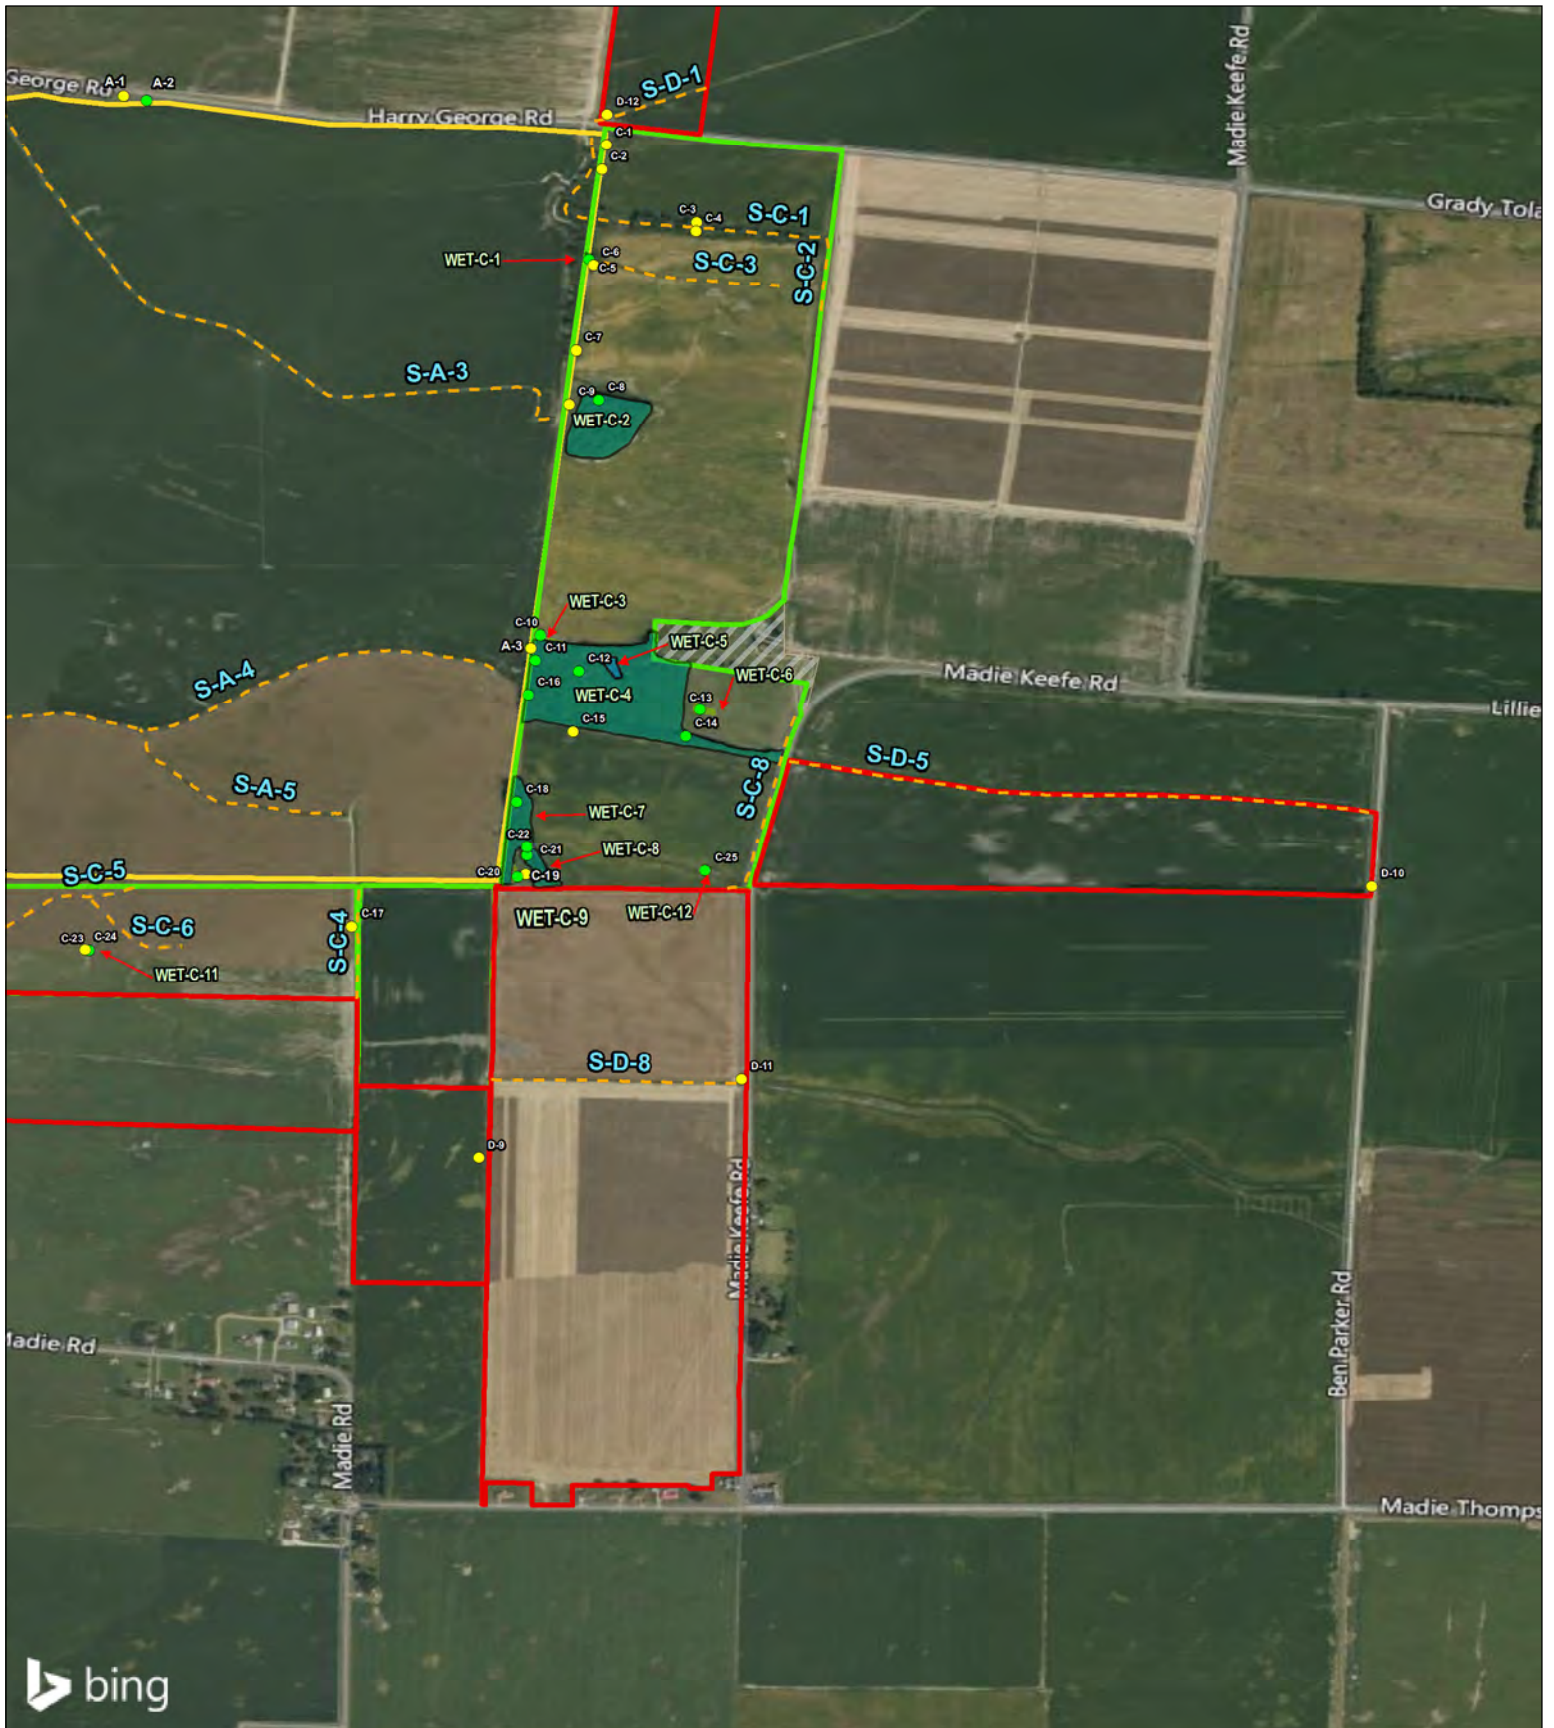 Madie Keefe Rd
S-D-1
George Rd
A-1
A-2
D-12
Harry George Rd
C-1
C-2
Grady Tola
C-3
C-4
S-C-1
S-C-2
WET-C-1
C-6
C-5
S-C-3
C-7
S-A-3
C-9
C-8
WET-C-2
WET-C-3
C-10
A-3
C-11
C-12
WET-C-5
S-A-4
C-16
WET-C-4
C-13
WET-C-6
Madie Keefe Rd
Lillie
C-15
C-14
S-D-5
S-A-5
C-18
S-C-8
WET-C-7
C-22
C-21
WET-C-8
S-C-5
C-20
C-19
C-25
D-10
WET-C-9
WET-C-12
S-C-6
S-C-4
C-17
C-23
C-24
WET-C-11
S-D-8
D-11
D-9
Madie Keefe Rd
Madie Rd
Ben Parker Rd
Madie Rd
Madie Thomps
bing